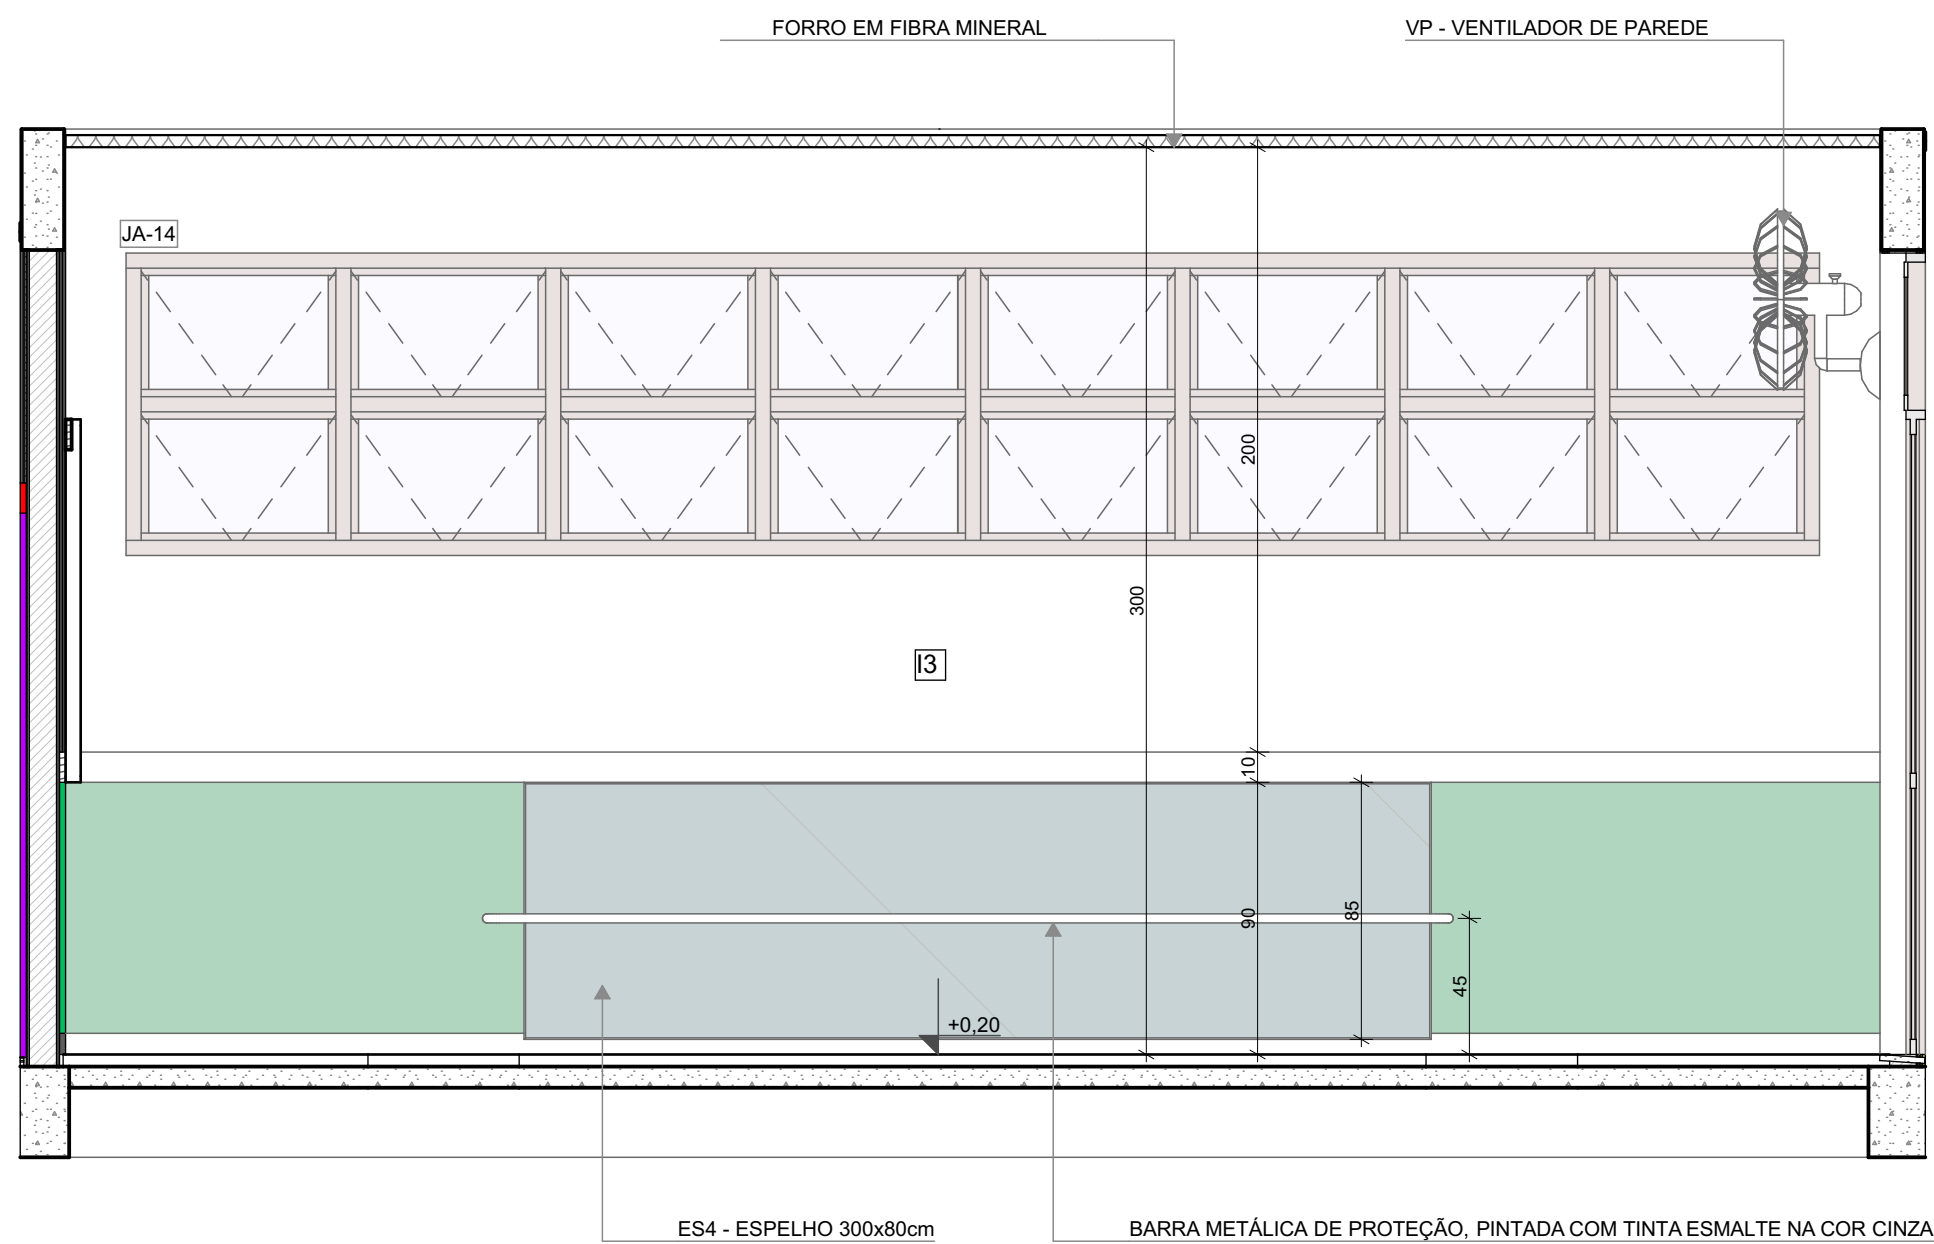 FORRO EM FIBRA MINERAL
VP - VENTILADOR DE PAREDE
JA-14
200
300
I3
10
90
85
45
+0,20
ES4 - ESPELHO 300x80cm
BARRA METÁLICA DE PROTEÇÃO, PINTADA COM TINTA ESMALTE NA COR CINZA